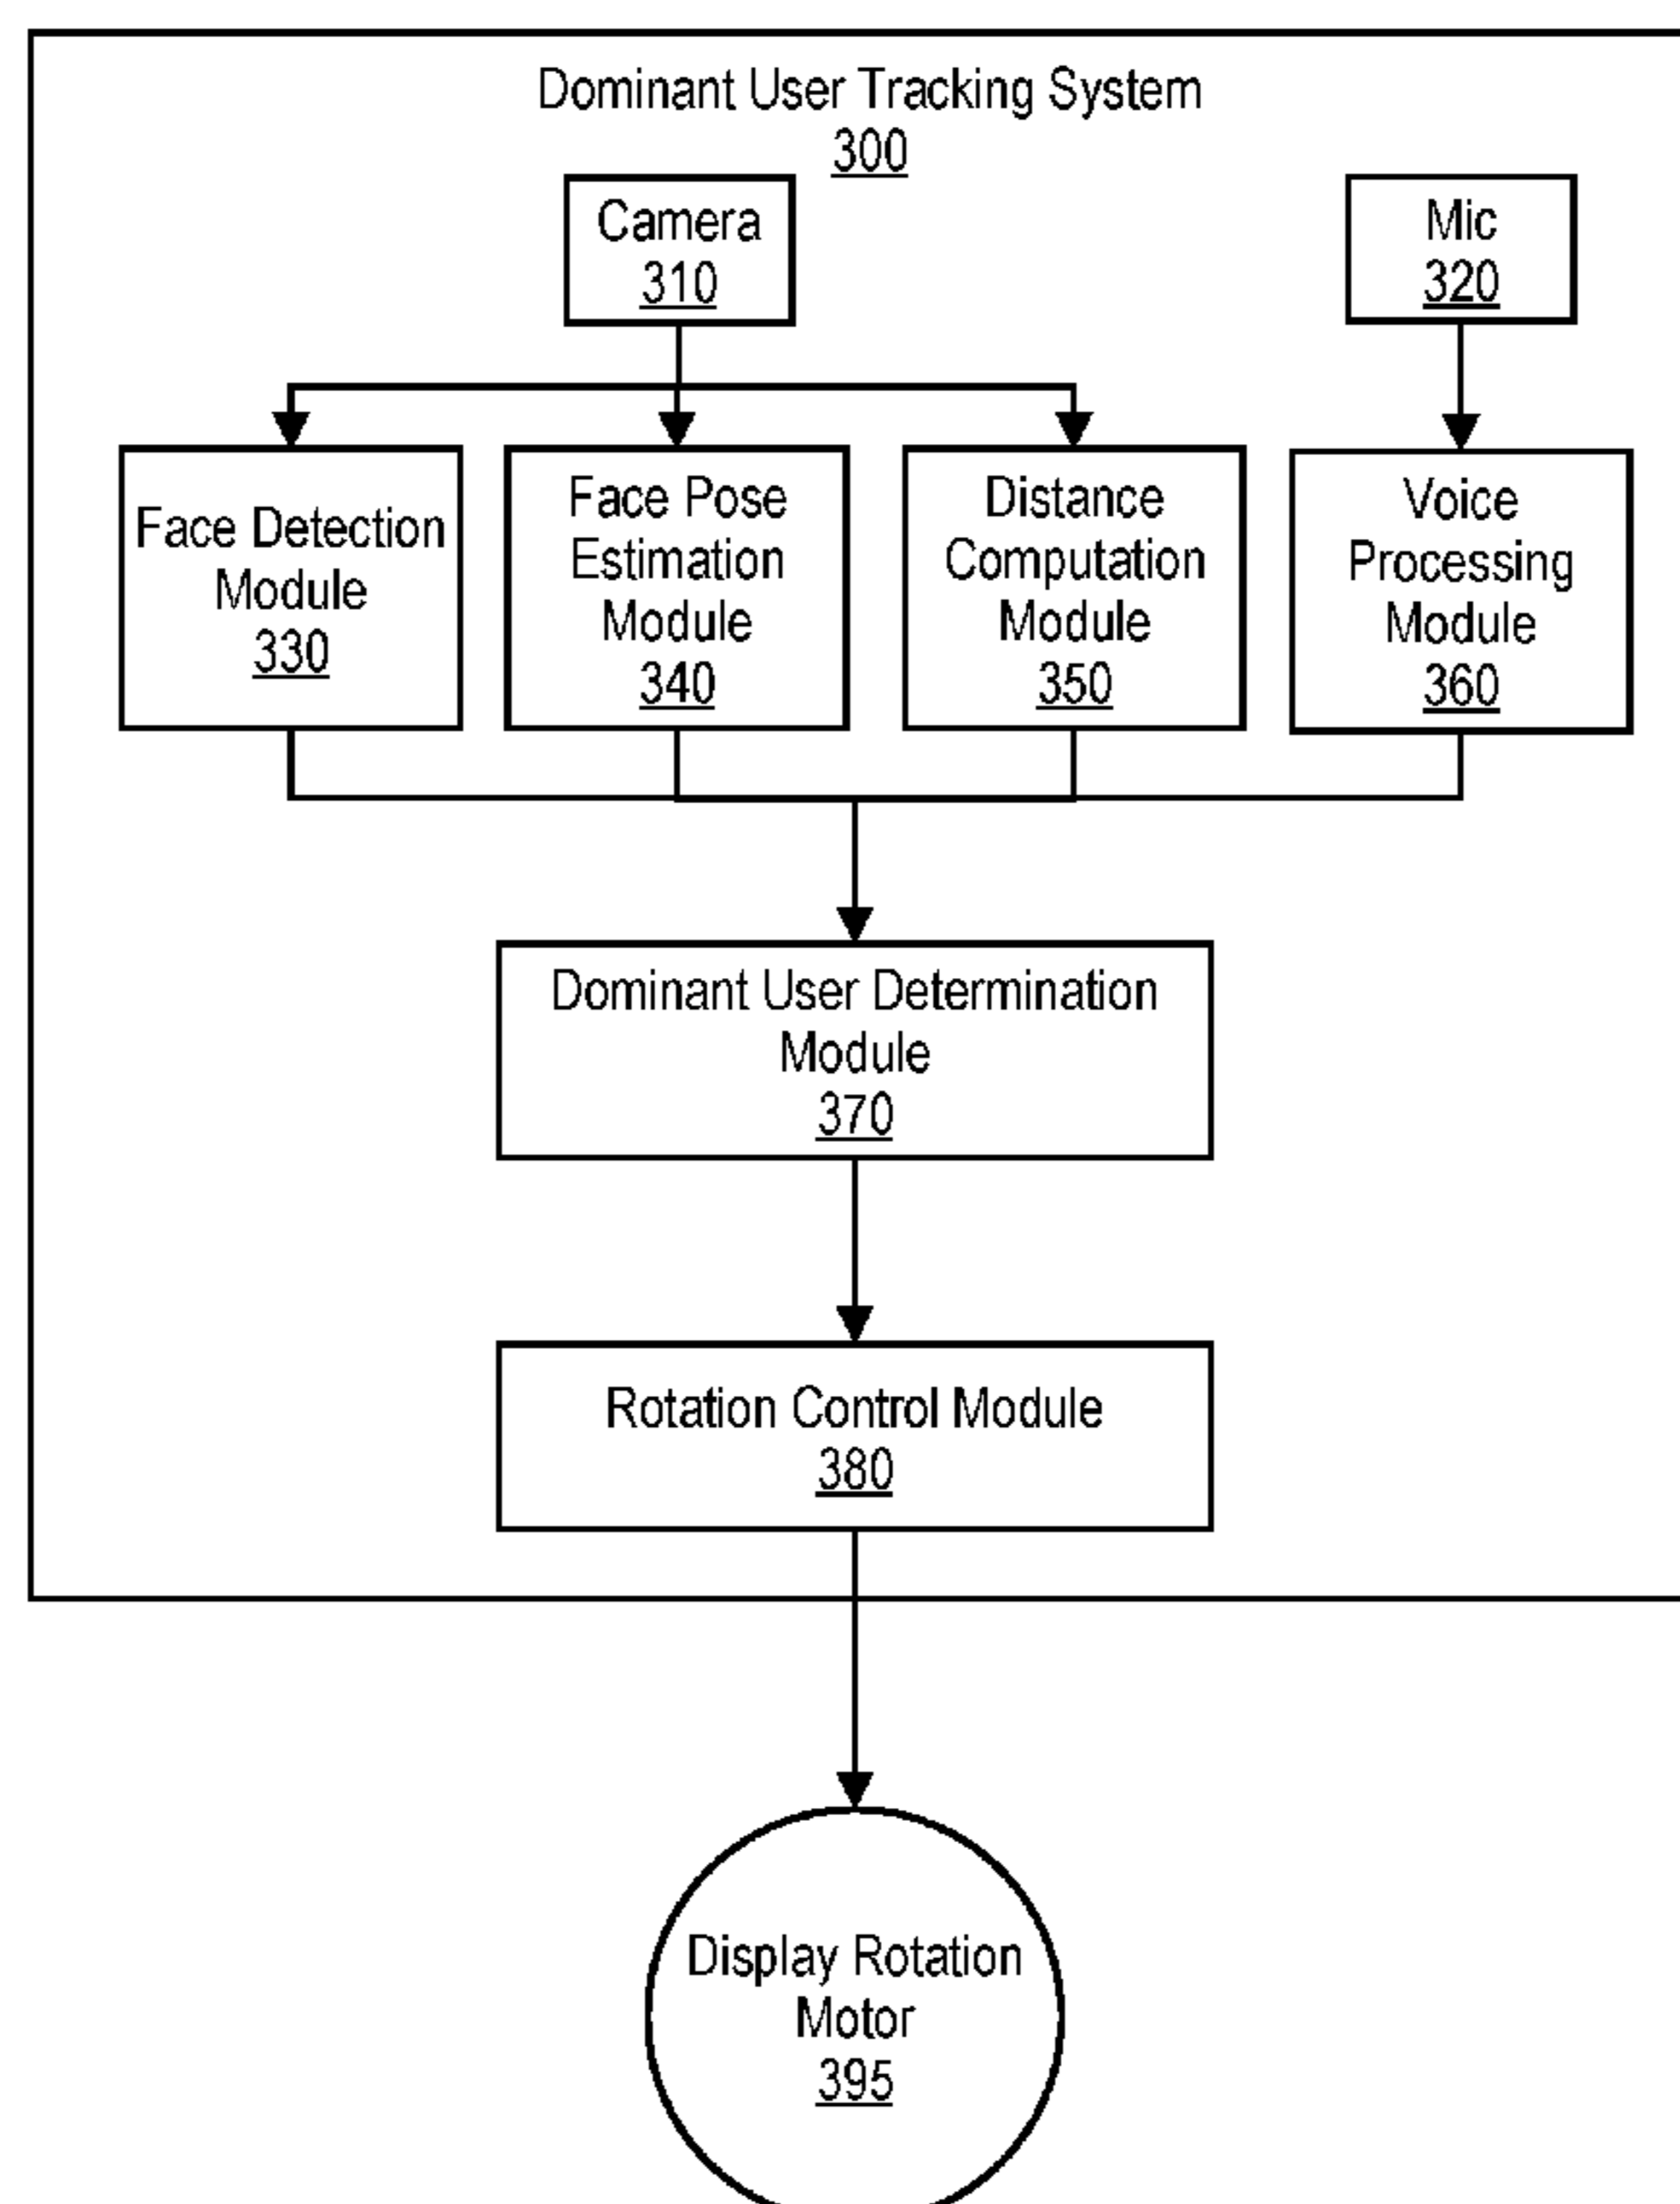 Dominant User Tracking System
300
Camera
310
Mic
320
Face Detection
Module
330
Face Pose
Estimation
Module
340
Distance
Computation
Module
350
Voice
Processing
Module
360
Dominant User Determination
Module
370
Rotation Control Module
380
Display Rotation
Motor
395